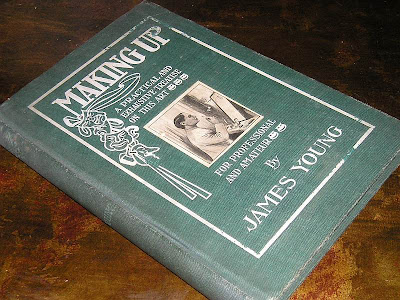 MAKING UP
A PRACTICAL AND
EXHAUSTIVE TREATISE
ON THIS ART
FOR PROFESSIONAL
AND AMATEUR
By
JAMES YOUNG